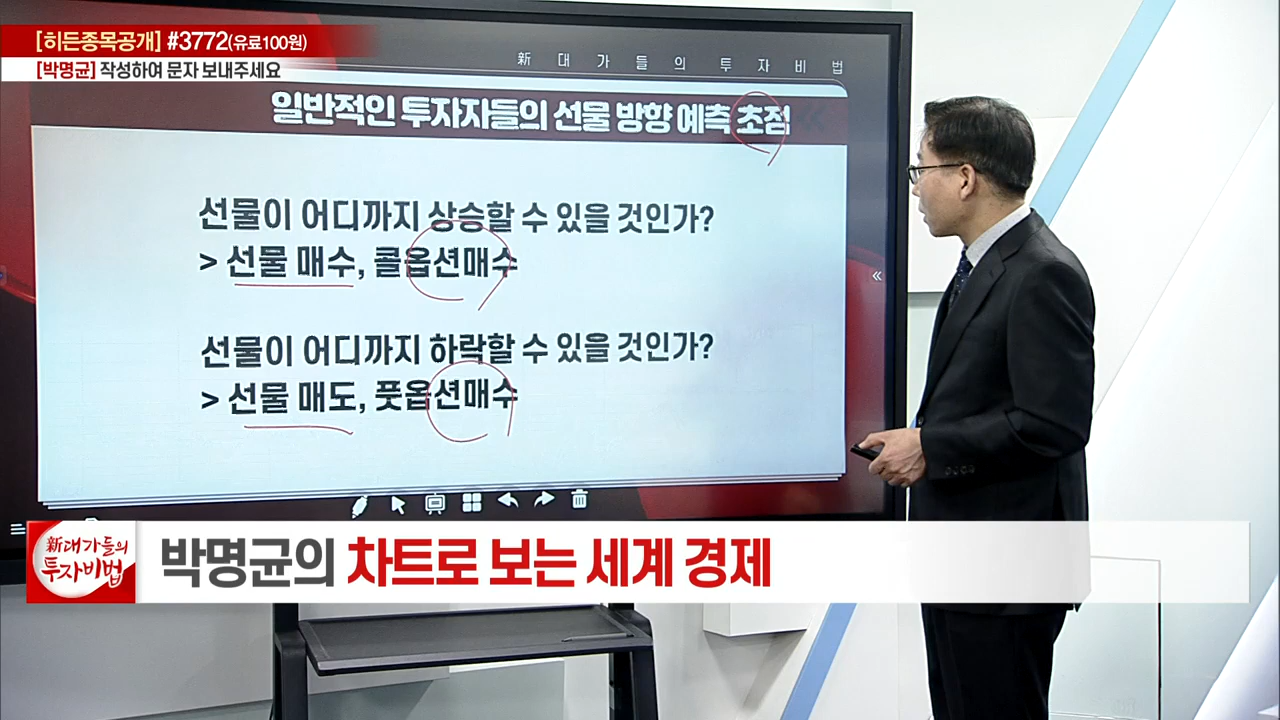 [히든종목공개] #3772(유료100원)
[박명균] 작성하여 문자 보내주세요
新 대가들의 투자비법
일반적인 투자자들의 선물 방향 예측 초점
선물이 어디까지 상승할 수 있을 것인가?
> 선물 매수, 콜옵션매수
선물이 어디까지 하락할 수 있을 것인가?
> 선물 매도, 풋옵션매수
新대가들의
투자비법
박명균의 차트로 보는 세계 경제